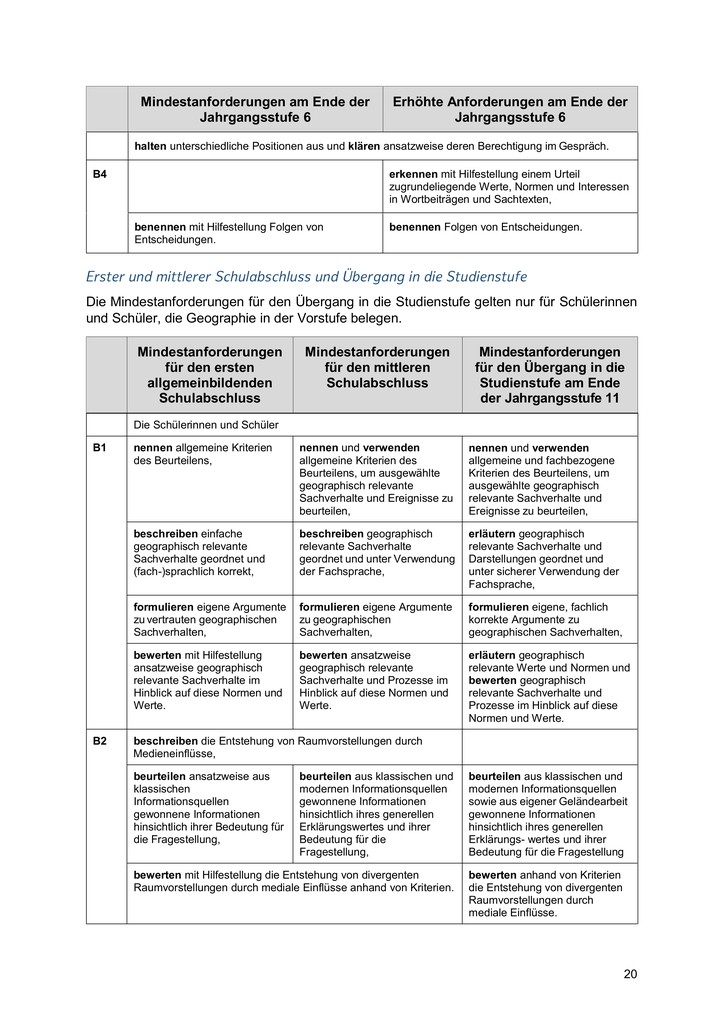 Mindestanforderungen am Ende der
Jahrgangsstufe 6
Erhöhte Anforderungen am Ende der
Jahrgangsstufe 6
halten unterschiedliche Positionen aus und klären ansatzweise deren Berechtigung im Gespräch.
B4
erkennen mit Hilfestellung einem Urteil
zugrundeliegende Werte, Normen und Interessen
in Wortbeiträgen und Sachtexten,
benennen mit Hilfestellung Folgen von
Entscheidungen.
benennen Folgen von Entscheidungen.
Erster und mittlerer Schulabschluss und Übergang in die Studienstufe
Die Mindestanforderungen für den Übergang in die Studienstufe gelten nur für Schülerinnen
und Schüler, die Geographie in der Vorstufe belegen.
Mindestanforderungen
für den ersten
allgemeinbildenden
Schulabschluss
Mindestanforderungen
für den mittleren
Schulabschluss
Mindestanforderungen
für den Übergang in die
Studienstufe am Ende
der Jahrgangsstufe 11
Die Schülerinnen und Schüler
B1
nennen allgemeine Kriterien
des Beurteilens,
nennen und verwenden
allgemeine Kriterien des
Beurteilens, um ausgewählte
geographisch relevante
Sachverhalte und Ereignisse zu
beurteilen,
nennen und verwenden
allgemeine und fachbezogene
Kriterien des Beurteilens, um
ausgewählte geographisch
relevante Sachverhalte und
Ereignisse zu beurteilen,
beschreiben einfache
geographisch relevante
Sachverhalte geordnet und
(fach-)sprachlich korrekt,
beschreiben geographisch
relevante Sachverhalte
geordnet und unter Verwendung
der Fachsprache,
erläutern geographisch
relevante Sachverhalte und
Darstellungen geordnet und
unter sicherer Verwendung der
Fachsprache,
formulieren eigene Argumente
zu vertrauten geographischen
Sachverhalten,
formulieren eigene Argumente
zu geographischen
Sachverhalten,
formulieren eigene, fachlich
korrekte Argumente zu
geographischen Sachverhalten,
bewerten mit Hilfestellung
ansatzweise geographisch
relevante Sachverhalte im
Hinblick auf diese Normen und
Werte.
bewerten ansatzweise
geographisch relevante
Sachverhalte und Prozesse im
Hinblick auf diese Normen und
Werte.
erläutern geographisch
relevante Werte und Normen und
bewerten geographisch
relevante Sachverhalte und
Prozesse im Hinblick auf diese
Normen und Werte.
B2
beschreiben die Entstehung von Raumvorstellungen durch
Medieneinflüsse,
beurteilen ansatzweise aus
klassischen
Informationsquellen
gewonnene Informationen
hinsichtlich ihrer Bedeutung für
die Fragestellung,
beurteilen aus klassischen und
modernen Informationsquellen
gewonnene Informationen
hinsichtlich ihres generellen
Erklärungswertes und ihrer
Bedeutung für die
Fragestellung,
beurteilen aus klassischen und
modernen Informationsquellen
sowie aus eigener Geländearbeit
gewonnene Informationen
hinsichtlich ihres generellen
Erklärungs- wertes und ihrer
Bedeutung für die Fragestellung
bewerten mit Hilfestellung die Entstehung von divergenten
Raumvorstellungen durch mediale Einflüsse anhand von Kriterien.
bewerten anhand von Kriterien
die Entstehung von divergenten
Raumvorstellungen durch
mediale Einflüsse.
20